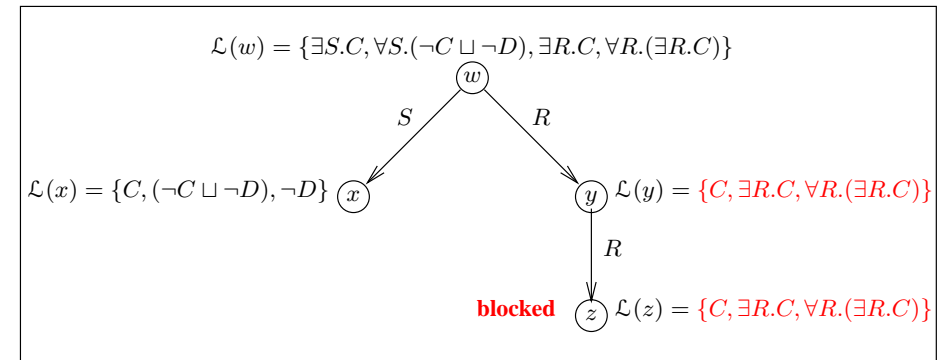 ℒ(w) = {∃S.C, ∀S.(¬C ⊔ ¬D), ∃R.C, ∀R.(∃R.C)}
w
S
R
ℒ(x) = {C, (¬C ⊔ ¬D), ¬D}
x
y
ℒ(y) = {C, ∃R.C, ∀R.(∃R.C)}
R
blocked
z
ℒ(z) = {C, ∃R.C, ∀R.(∃R.C)}